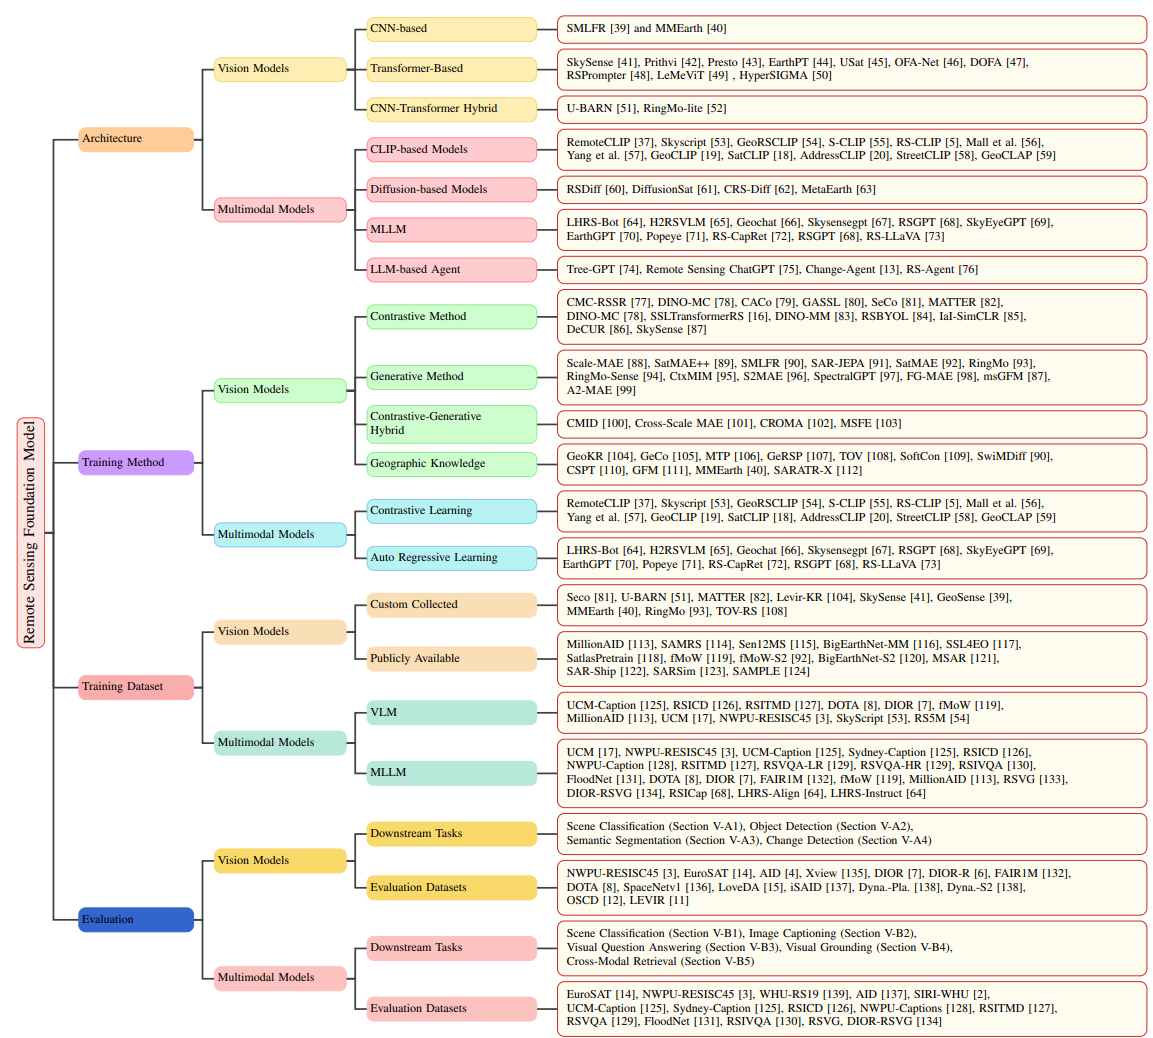 Remote Sensing Foundation Model
Architecture
Vision Models
CNN-based
SMLFR [39] and MMEarth [40]
Transformer-Based
SkySense [41], Prithvi [42], Presto [43], EarthPT [44], USat [45], OFA-Net [46], DOFA [47],
RSPrompter [48], LeMeViT [49] , HyperSIGMA [50]
CNN-Transformer Hybrid
U-BARN [51], RingMo-lite [52]
Multimodal Models
CLIP-based Models
RemoteCLIP [37], Skyscript [53], GeoRSCLIP [54], S-CLIP [55], RS-CLIP [5], Mall et al. [56],
Yang et al. [57], GeoCLIP [19], SatCLIP [18], AddressCLIP [20], StreetCLIP [58], GeoCLAP [59]
Diffusion-based Models
RSDiff [60], DiffusionSat [61], CRS-Diff [62], MetaEarth [63]
MLLM
LHRS-Bot [64], H2RSVLM [65], Geochat [66], Skysensegpt [67], RSGPT [68], SkyEyeGPT [69],
EarthGPT [70], Popeye [71], RS-CapRet [72], RSGPT [68], RS-LLaVA [73]
LLM-based Agent
Tree-GPT [74], Remote Sensing ChatGPT [75], Change-Agent [13], RS-Agent [76]
Training Method
Vision Models
Contrastive Method
CMC-RSSR [77], DINO-MC [78], CACo [79], GASSL [80], SeCo [81], MATTER [82],
DINO-MC [78], SSLTransformerRS [16], DINO-MM [83], RSBYOL [84], IaI-SimCLR [85],
DeCUR [86], SkySense [87]
Generative Method
Scale-MAE [88], SatMAE++ [89], SMLFR [90], SAR-JEPA [91], SatMAE [92], RingMo [93],
RingMo-Sense [94], CtxMIM [95], S2MAE [96], SpectralGPT [97], FG-MAE [98], msGFM [87],
A2-MAE [99]
Contrastive-Generative
Hybrid
CMID [100], Cross-Scale MAE [101], CROMA [102], MSFE [103]
Geographic Knowledge
GeoKR [104], GeCo [105], MTP [106], GeRSP [107], TOV [108], SoftCon [109], SwiMDiff [90],
CSPT [110], GFM [111], MMEarth [40], SARATR-X [112]
Multimodal Models
Contrastive Learning
RemoteCLIP [37], Skyscript [53], GeoRSCLIP [54], S-CLIP [55], RS-CLIP [5], Mall et al. [56],
Yang et al. [57], GeoCLIP [19], SatCLIP [18], AddressCLIP [20], StreetCLIP [58], GeoCLAP [59]
Auto Regressive Learning
LHRS-Bot [64], H2RSVLM [65], Geochat [66], Skysensegpt [67], RSGPT [68], SkyEyeGPT [69],
EarthGPT [70], Popeye [71], RS-CapRet [72], RSGPT [68], RS-LLaVA [73]
Training Dataset
Vision Models
Custom Collected
Seco [81], U-BARN [51], MATTER [82], Levir-KR [104], SkySense [41], GeoSense [39],
MMEarth [40], RingMo [93], TOV-RS [108]
Publicly Available
MillionAID [113], SAMRS [114], Sen12MS [115], BigEarthNet-MM [116], SSL4EO [117],
SatlasPretrain [118], fMoW [119], fMoW-S2 [92], BigEarthNet-S2 [120], MSAR [121],
SAR-Ship [122], SARSim [123], SAMPLE [124]
Multimodal Models
VLM
UCM-Caption [125], RSICD [126], RSITMD [127], DOTA [8], DIOR [7], fMoW [119],
MillionAID [113], UCM [17], NWPU-RESISC45 [3], SkyScript [53], RS5M [54]
MLLM
UCM [17], NWPU-RESISC45 [3], UCM-Caption [125], Sydney-Caption [125], RSICD [126],
NWPU-Caption [128], RSITMD [127], RSVQA-LR [129], RSVQA-HR [129], RSIVQA [130],
FloodNet [131], DOTA [8], DIOR [7], FAIR1M [132], fMoW [119], MillionAID [113], RSVG [133],
DIOR-RSVG [134], RSICap [68], LHRS-Align [64], LHRS-Instruct [64]
Evaluation
Vision Models
Downstream Tasks
Scene Classification (Section V-A1), Object Detection (Section V-A2),
Semantic Segmentation (Section V-A3), Change Detection (Section V-A4)
Evaluation Datasets
NWPU-RESISC45 [3], EuroSAT [14], AID [4], Xview [135], DIOR [7], DIOR-R [6], FAIR1M [132],
DOTA [8], SpaceNetv1 [136], LoveDA [15], iSAID [137], Dyna.-Pla. [138], Dyna.-S2 [138],
OSCD [12], LEVIR [11]
Multimodal Models
Downstream Tasks
Scene Classification (Section V-B1), Image Captioning (Section V-B2),
Visual Question Answering (Section V-B3), Visual Grounding (Section V-B4),
Cross-Modal Retrieval (Section V-B5)
Evaluation Datasets
EuroSAT [14], NWPU-RESISC45 [3], WHU-RS19 [139], AID [137], SIRI-WHU [2],
UCM-Caption [125], Sydney-Caption [125], RSICD [126], NWPU-Captions [128], RSITMD [127],
RSVQA [129], FloodNet [131], RSIVQA [130], RSVG, DIOR-RSVG [134]